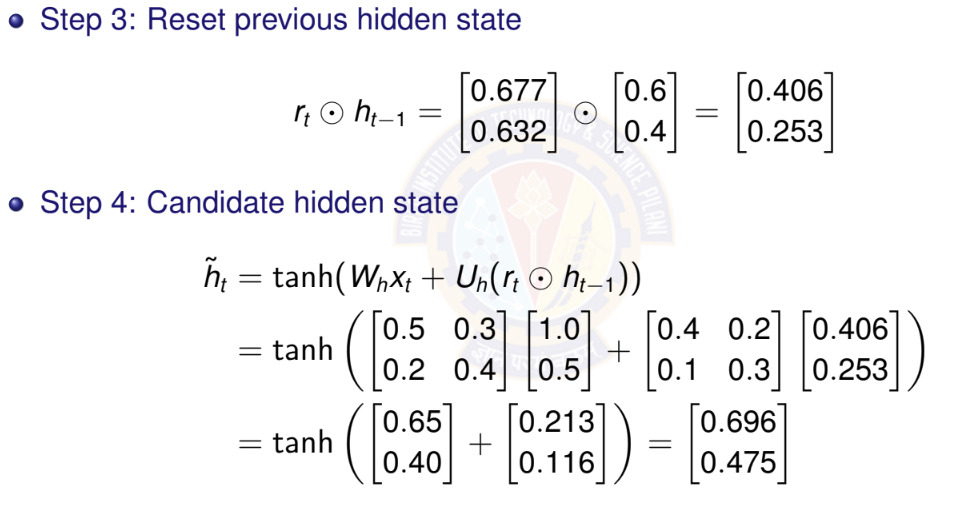 • Step 3: Reset previous hidden state
r_t ⊙ h_{t−1} = [0.677; 0.632] ⊙ [0.6; 0.4] = [0.406; 0.253]
• Step 4: Candidate hidden state
h̃_t = tanh(W_h x_t + U_h(r_t ⊙ h_{t−1}))
= tanh ([0.5 0.3; 0.2 0.4] [1.0; 0.5] + [0.4 0.2; 0.1 0.3] [0.406; 0.253])
= tanh ([0.65; 0.40] + [0.213; 0.116]) = [0.696; 0.475]